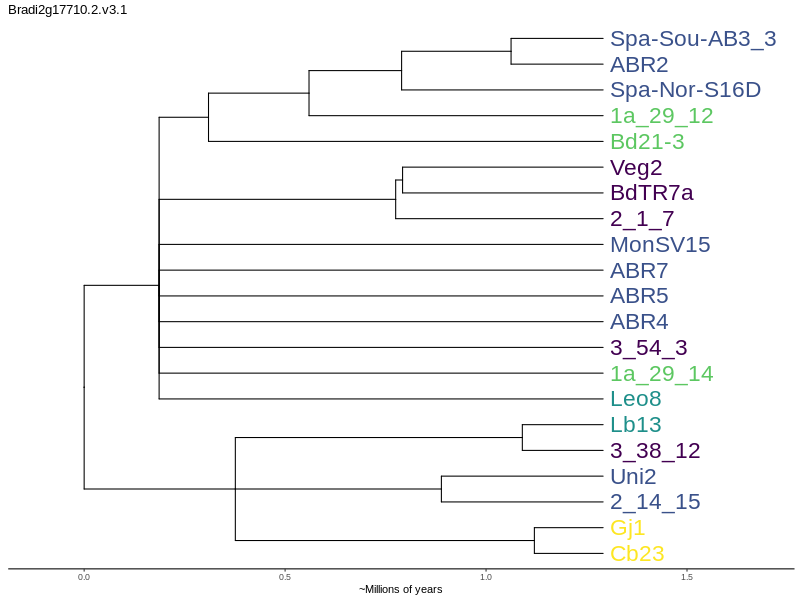 Bradi2g17710.2.v3.1
Spa-Sou-AB3_3
ABR2
Spa-Nor-S16D
1a_29_12
Bd21-3
Veg2
BdTR7a
2_1_7
MonSV15
ABR7
ABR5
ABR4
3_54_3
1a_29_14
Leo8
Lb13
3_38_12
Uni2
2_14_15
Gj1
Cb23
0.0 0.5 1.0 1.5
~Millions of years